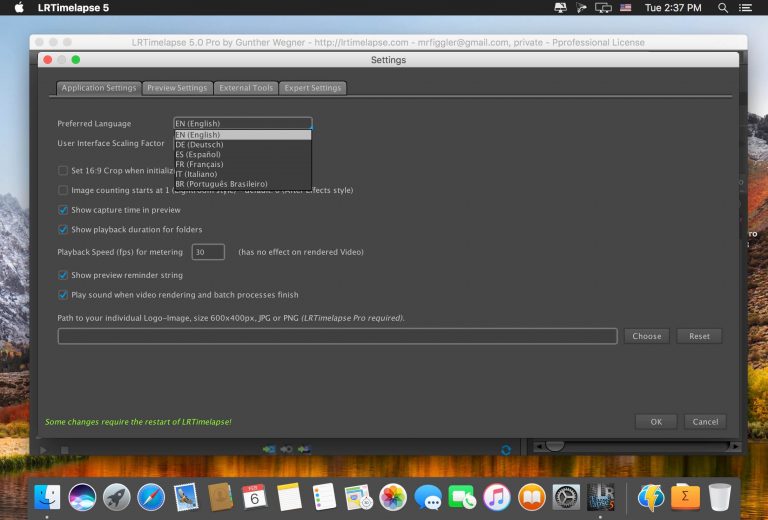 LRTimelapse 5
Tue 2:37 PM
LRTimelapse 5.0 Pro by Gunther Wegner - http://lrtimelapse.com - mrfiggler@gmail.com, private - Pprofessional License
Settings
Application Settings
Preview Settings
External Tools
Expert Settings
Preferred Language
EN (English)
EN (English)
DE (Deutsch)
ES (Español)
FR (Français)
IT (Italiano)
BR (Português Brasileiro)
User Interface Scaling Factor
Set 16:9 Crop when initializ
Image counting starts at 1 (
style) - default: 0 (After Effects style)
Show capture time in preview
Show playback duration for folders
Playback Speed (fps) for metering 30 (has no effect on rendered Video)
Show preview reminder string
Play sound when video rendering and batch processes finish
Path to your individual Logo-Image, size 600x400px, JPG or PNG (LRTimelapse Pro required).
Choose
Reset
Some changes require the restart of LRTimelapse!
OK
Cancel
6